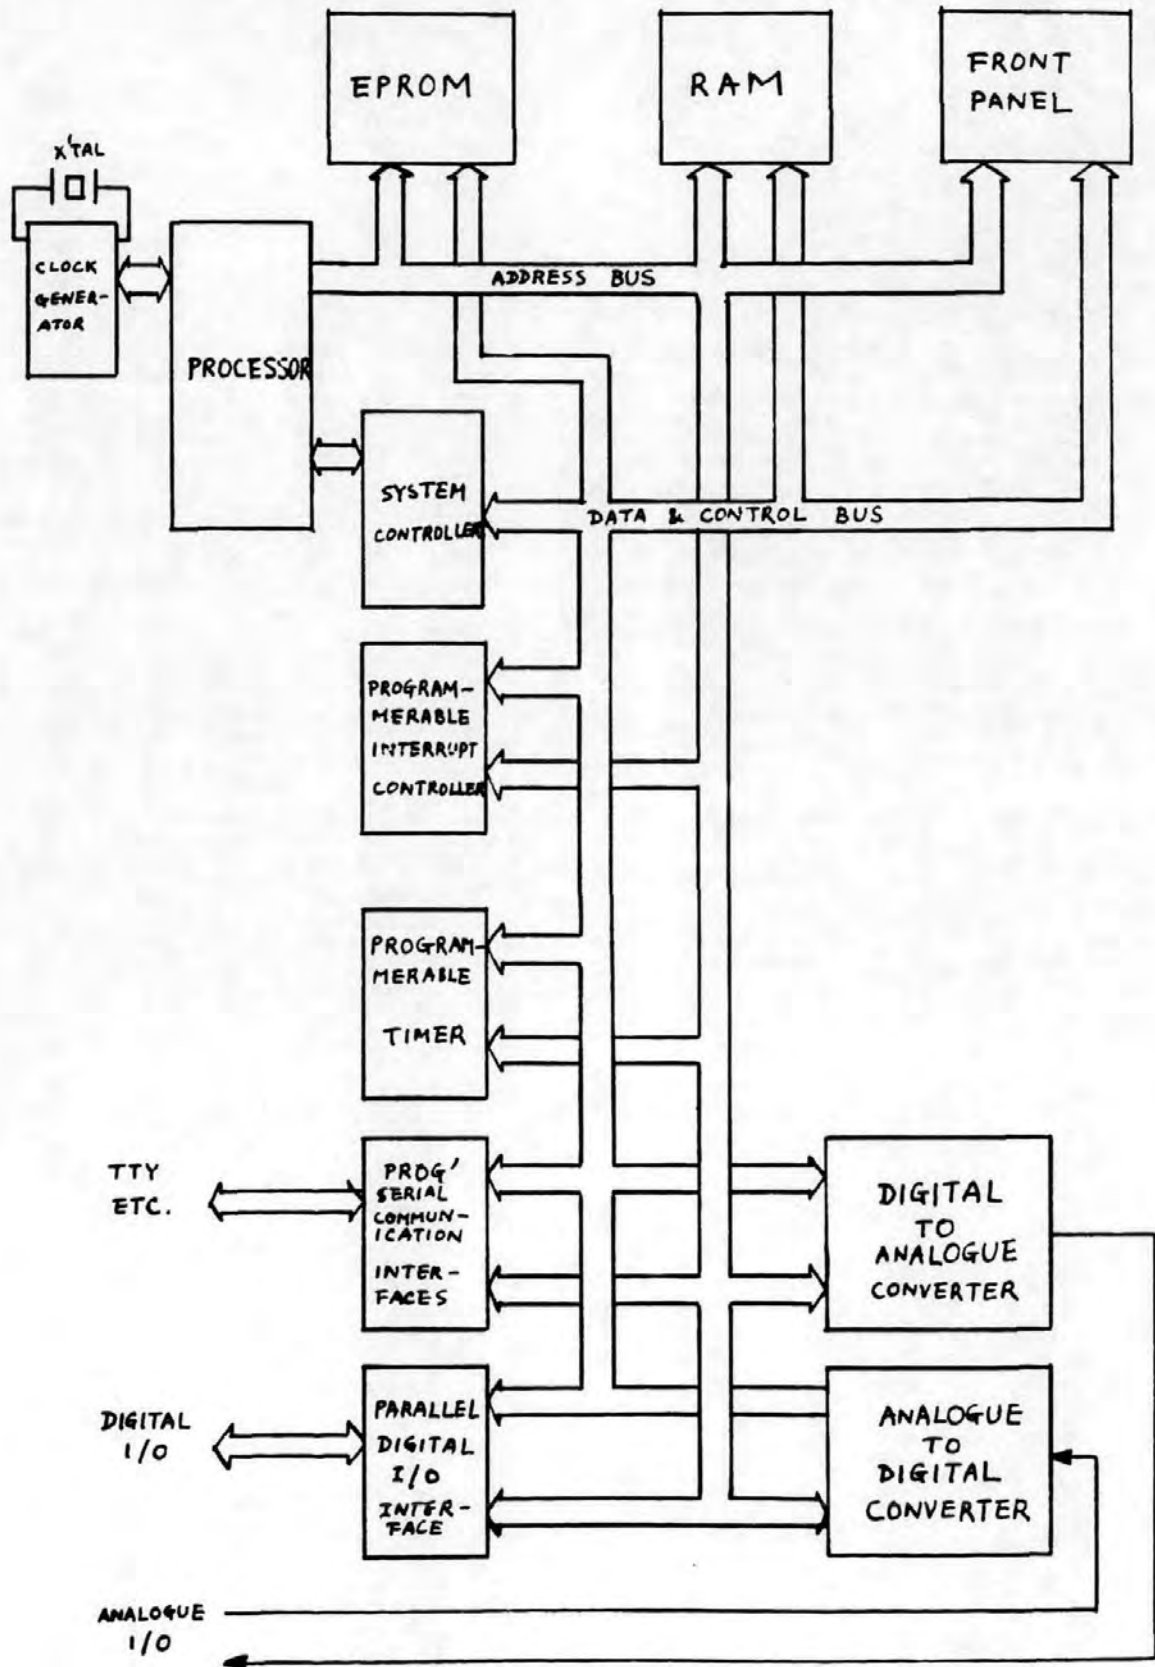 EPROM
RAM
FRONT
PANEL
X'TAL
CLOCK
GENER-
ATOR
PROCESSOR
ADDRESS BUS
SYSTEM
CONTROLLER
DATA & CONTROL BUS
PROGRAM-
MERABLE
INTERRUPT
CONTROLLER
PROGRAM-
MERABLE
TIMER
TTY
ETC.
PROG'
SERIAL
COMMUN-
ICATION
INTER-
FACES
DIGITAL
TO
ANALOGUE
CONVERTER
DIGITAL
I/O
PARALLEL
DIGITAL
I/O
INTER-
FACE
ANALOGUE
TO
DIGITAL
CONVERTER
ANALOGUE
I/O